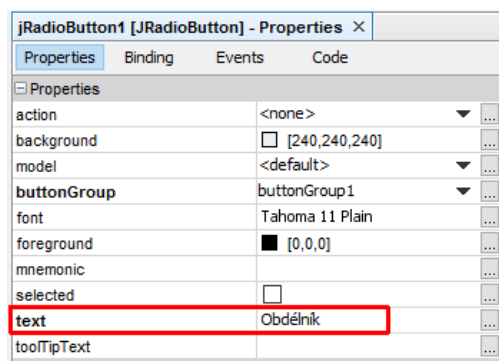 jRadioButton1 [JRadioButton] - Properties ×
Properties Binding Events Code
Properties
action <none> ...
background [240,240,240] ...
model <default> ...
buttonGroup buttonGroup1 ...
font Tahoma 11 Plain ...
foreground [0,0,0] ...
mnemonic ...
selected ...
text Obdélník ...
toolTipText ...